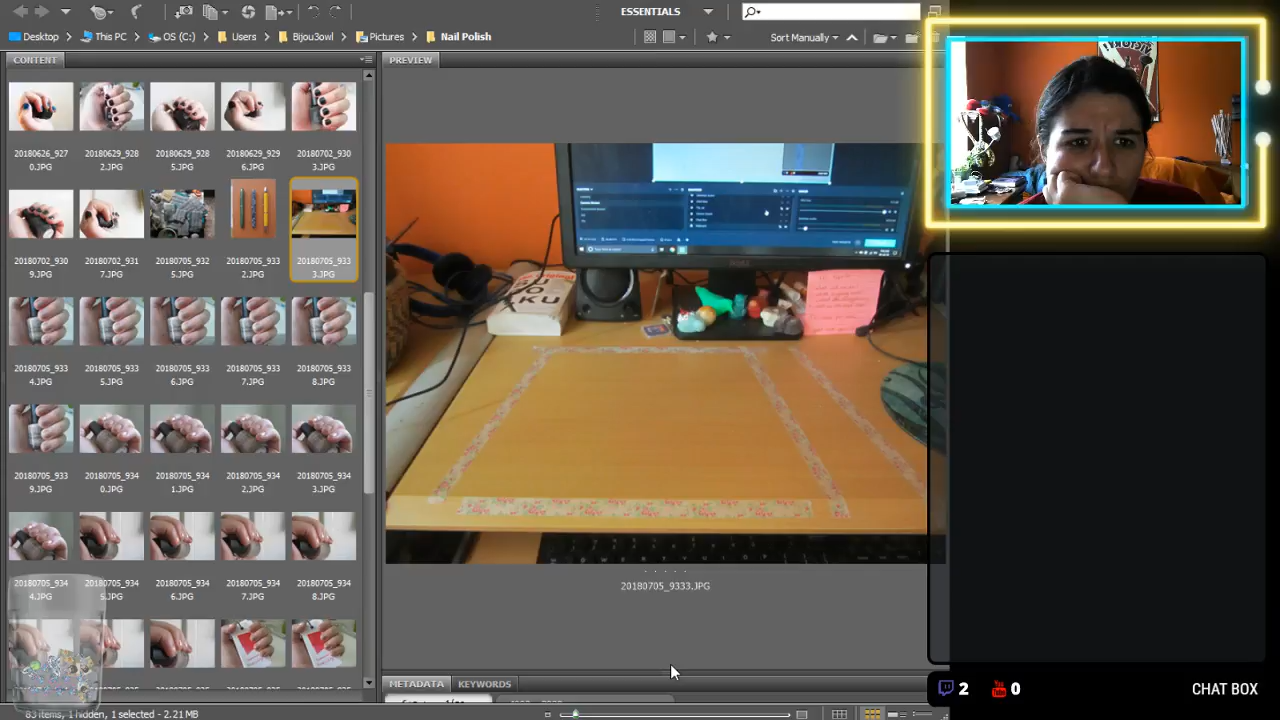 ESSENTIALS
Desktop
This PC
OS (C:)
Users
Bijou3owl
Pictures
Nail Polish
Sort Manually
CONTENT
PREVIEW
20180626_927
0.JPG
20180629_928
2.JPG
20180629_928
5.JPG
20180629_929
6.JPG
20180702_930
3.JPG
20180702_930
9.JPG
20180702_931
7.JPG
20180705_932
5.JPG
20180705_933
2.JPG
20180705_933
3.JPG
20180705_933
4.JPG
20180705_933
5.JPG
20180705_933
6.JPG
20180705_933
7.JPG
20180705_933
8.JPG
20180705_933
9.JPG
20180705_934
0.JPG
20180705_934
1.JPG
20180705_934
2.JPG
20180705_934
3.JPG
20180705_934
4.JPG
20180705_934
5.JPG
20180705_934
6.JPG
20180705_934
7.JPG
20180705_934
8.JPG
20180705_9333.JPG
METADATA
KEYWORDS
83 items, 1 hidden, 1 selected - 2.21 MB
2
0
CHAT BOX